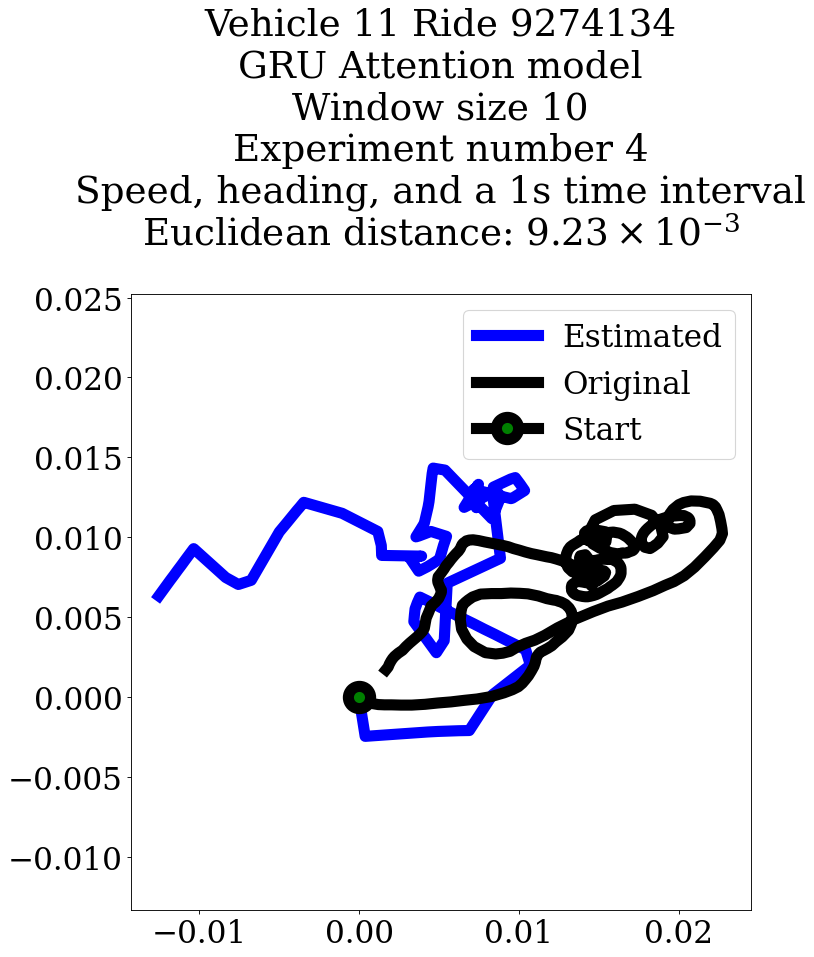 Vehicle 11 Ride 9274134
GRU Attention model
Window size 10
Experiment number 4
Speed, heading, and a 1s time interval
Euclidean distance: 9.23 × 10⁻³
0.025
0.020
0.015
0.010
0.005
0.000
−0.005
−0.010
Estimated
Original
Start
−0.01
0.00
0.01
0.02